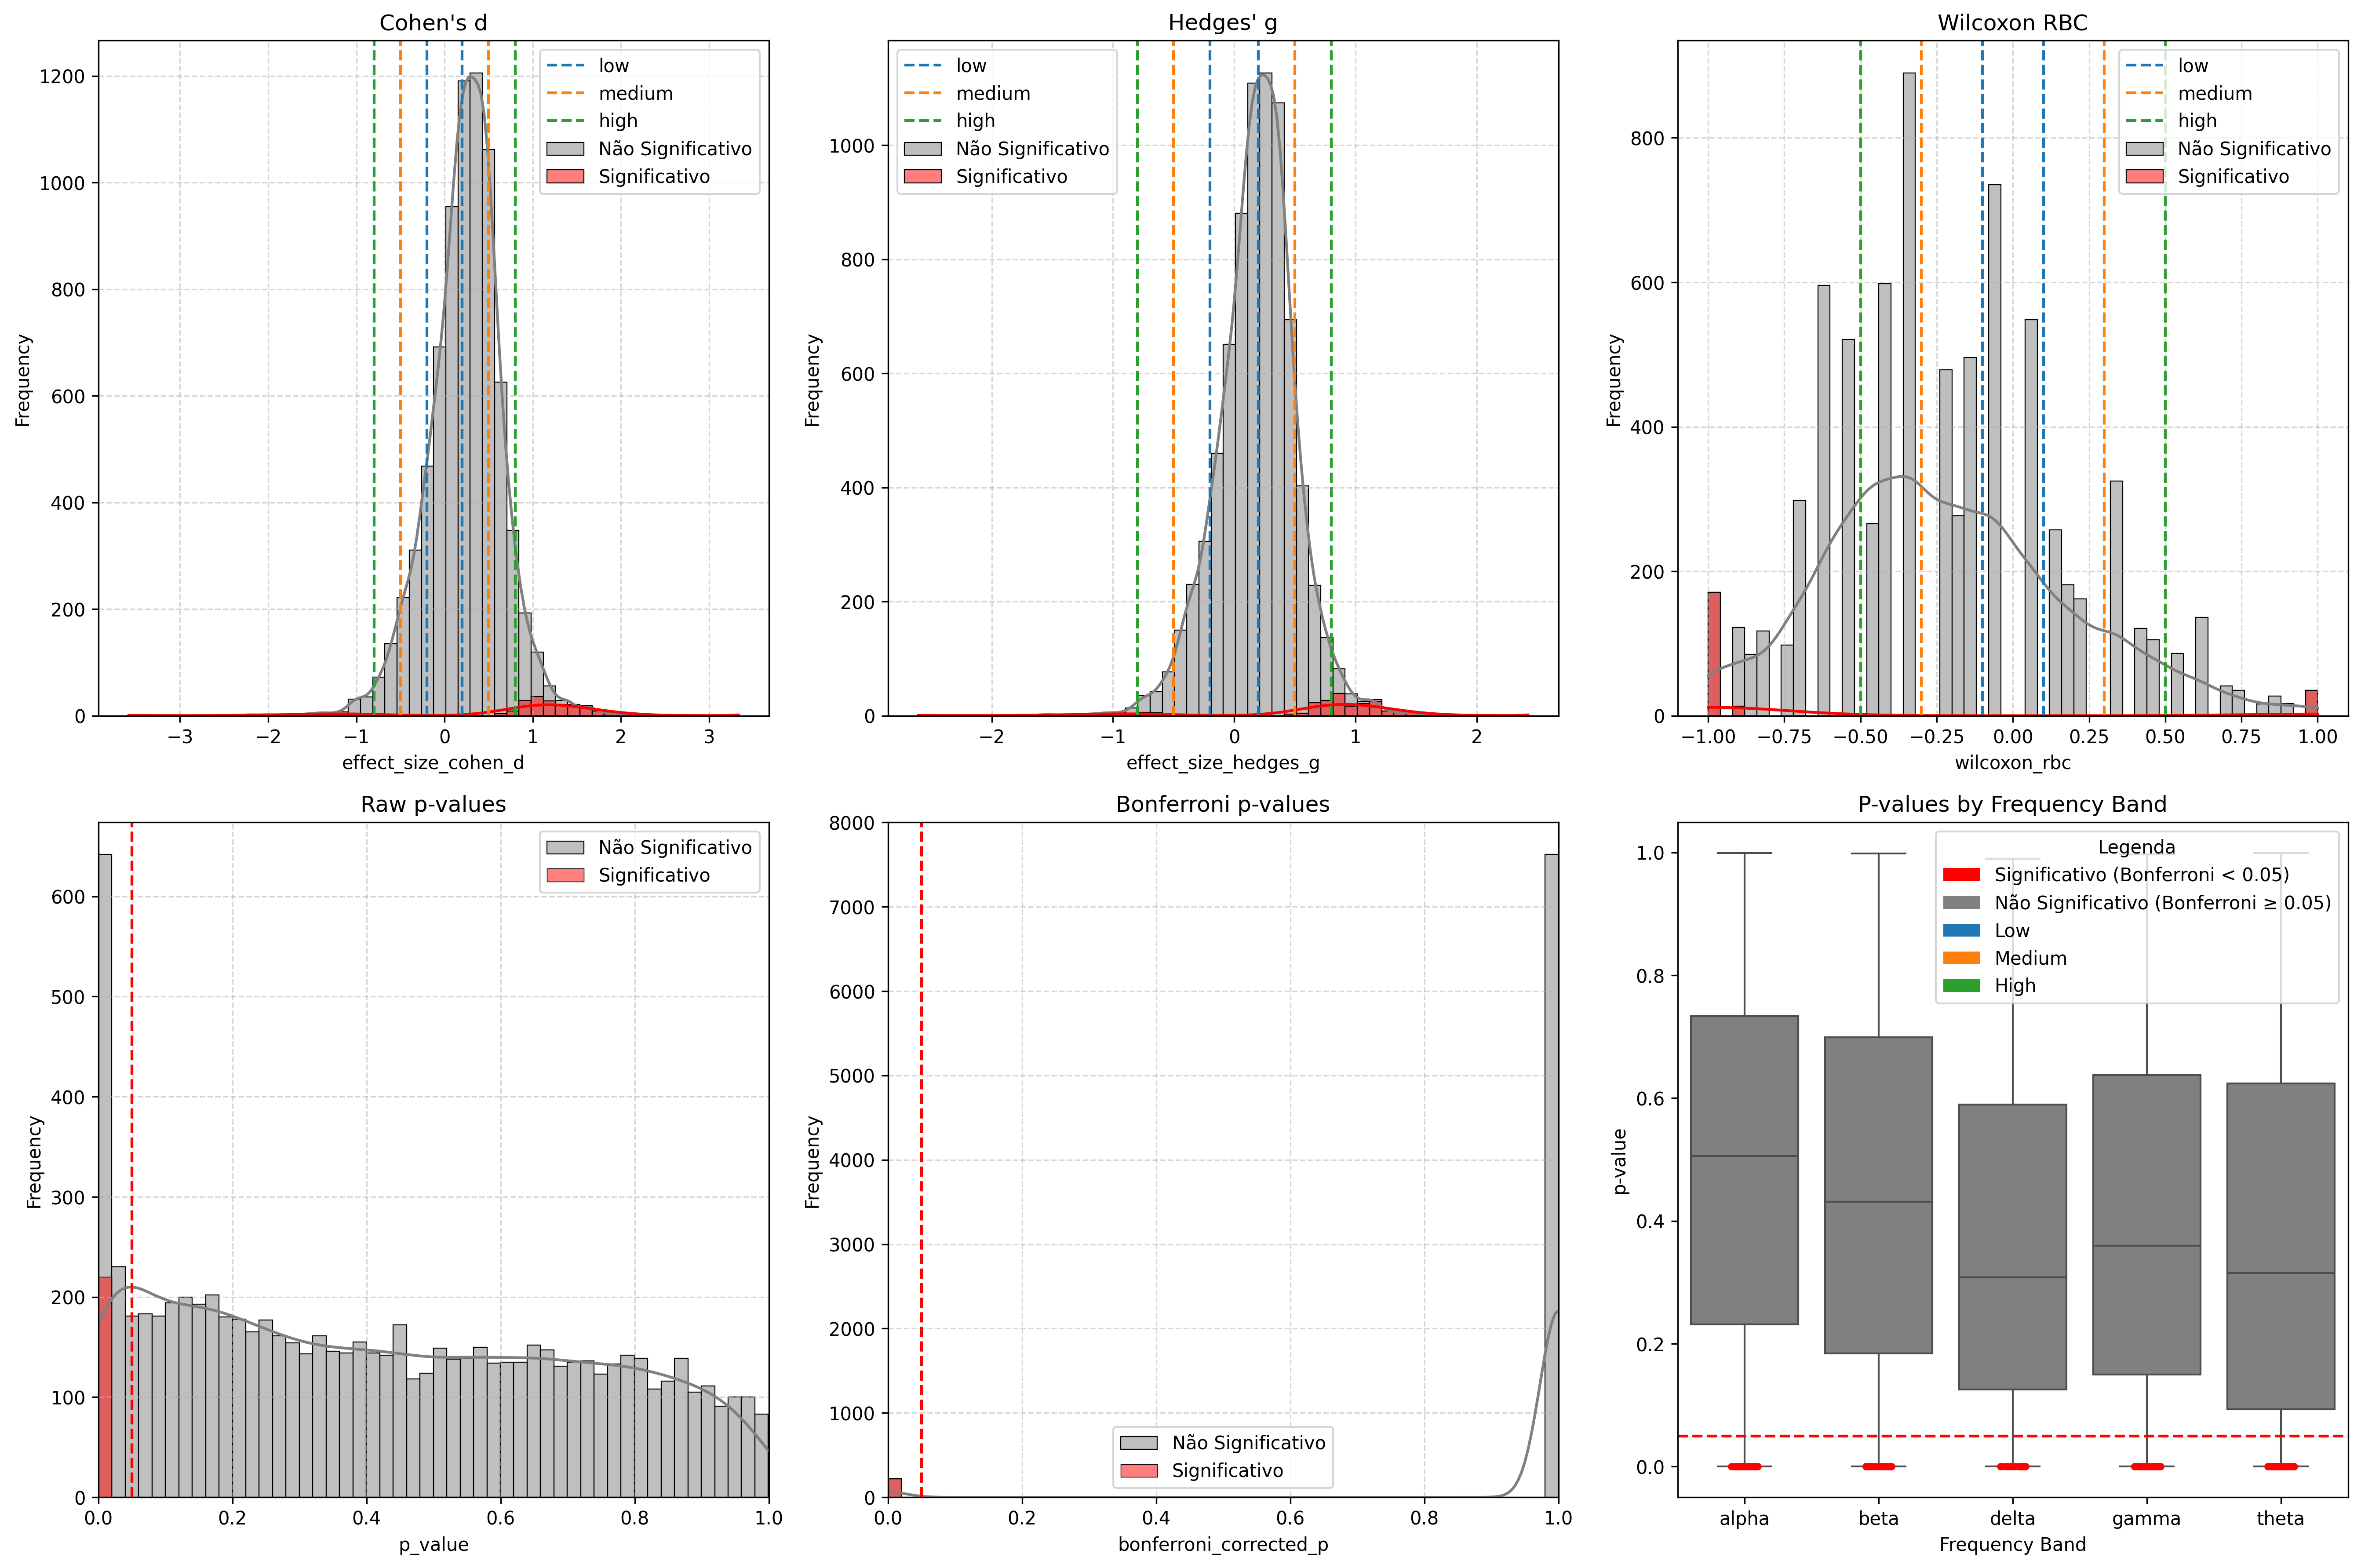 Cohen's d
1200
1000
800
600
400
200
0
Frequency
−3
−2
−1
0
1
2
3
effect_size_cohen_d
low
medium
high
Não Significativo
Significativo
Hedges' g
1000
800
600
400
200
0
Frequency
−2
−1
0
1
2
effect_size_hedges_g
low
medium
high
Não Significativo
Significativo
Wilcoxon RBC
800
600
400
200
0
Frequency
−1.00
−0.75
−0.50
−0.25
0.00
0.25
0.50
0.75
1.00
wilcoxon_rbc
low
medium
high
Não Significativo
Significativo
Raw p-values
600
500
400
300
200
100
0
Frequency
0.0
0.2
0.4
0.6
0.8
1.0
p_value
Não Significativo
Significativo
Bonferroni p-values
8000
7000
6000
5000
4000
3000
2000
1000
0
Frequency
0.0
0.2
0.4
0.6
0.8
1.0
bonferroni_corrected_p
Não Significativo
Significativo
P-values by Frequency Band
1.0
0.8
0.6
0.4
0.2
0.0
p-value
alpha
beta
delta
gamma
theta
Frequency Band
Legenda
Significativo (Bonferroni < 0.05)
Não Significativo (Bonferroni ≥ 0.05)
Low
Medium
High